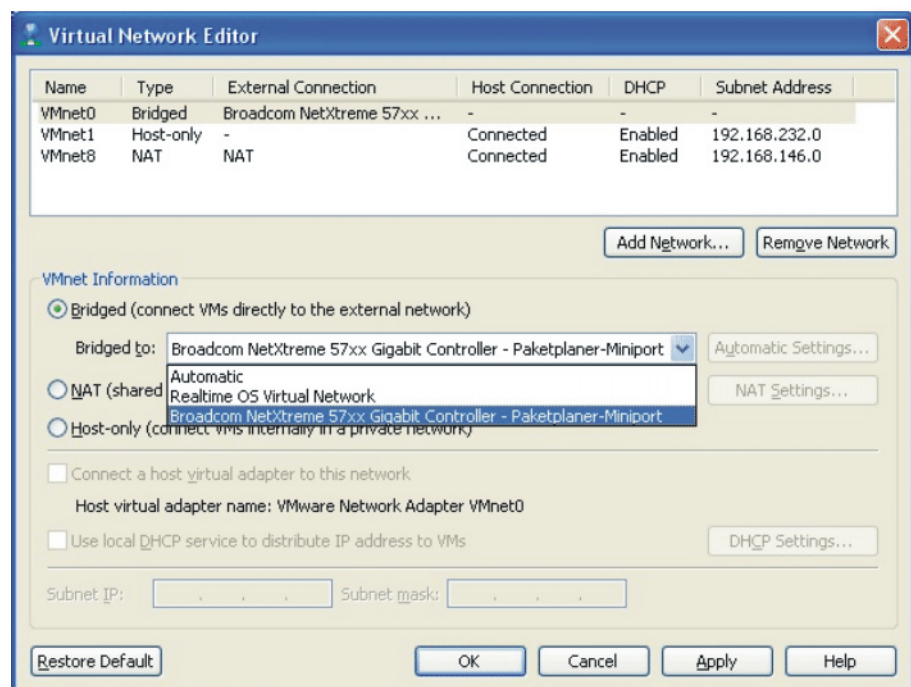 Virtual Network Editor
Name Type External Connection Host Connection DHCP Subnet Address
VMnet0 Bridged Broadcom NetXtreme 57xx ... - - -
VMnet1 Host-only - Connected Enabled 192.168.232.0
VMnet8 NAT NAT Connected Enabled 192.168.146.0
Add Network... Remove Network
VMnet Information
Bridged (connect VMs directly to the external network)
Bridged to: Broadcom NetXtreme 57xx Gigabit Controller - Paketplaner-Miniport Automatic Settings...
Automatic
NAT (shared Realtime OS Virtual Network NAT Settings...
Broadcom NetXtreme 57xx Gigabit Controller - Paketplaner-Miniport
Host-only (connect VMs internally in a private network)
Connect a host virtual adapter to this network
Host virtual adapter name: VMware Network Adapter VMnet0
Use local DHCP service to distribute IP address to VMs DHCP Settings...
Subnet IP: . . . Subnet mask: . . .
Restore Default OK Cancel Apply Help